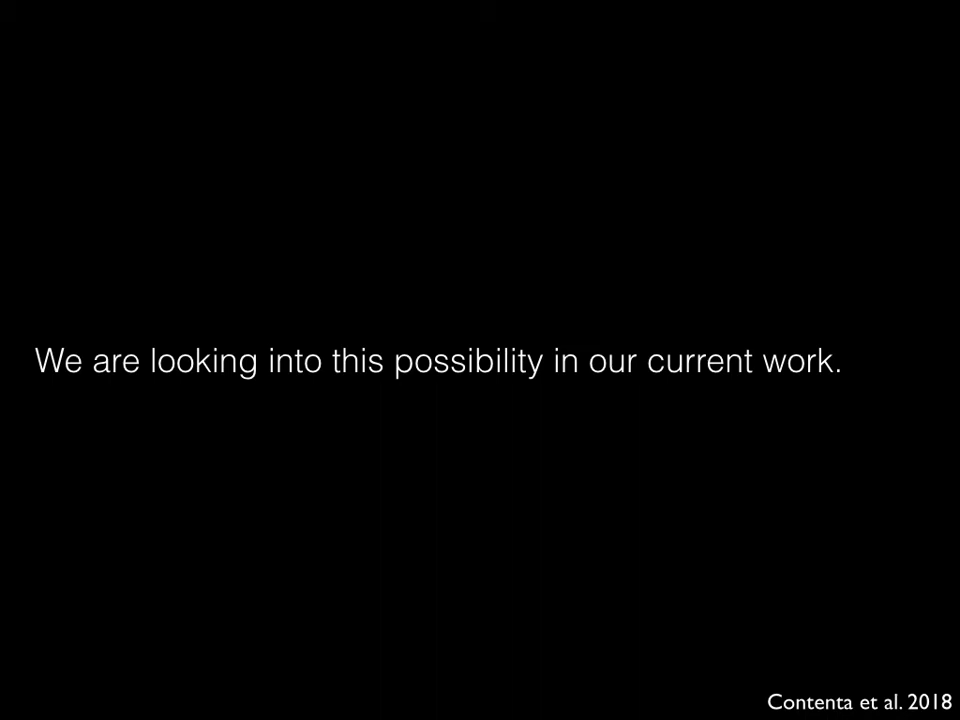 We are looking into this possibility in our current work.
Contenta et al. 2018